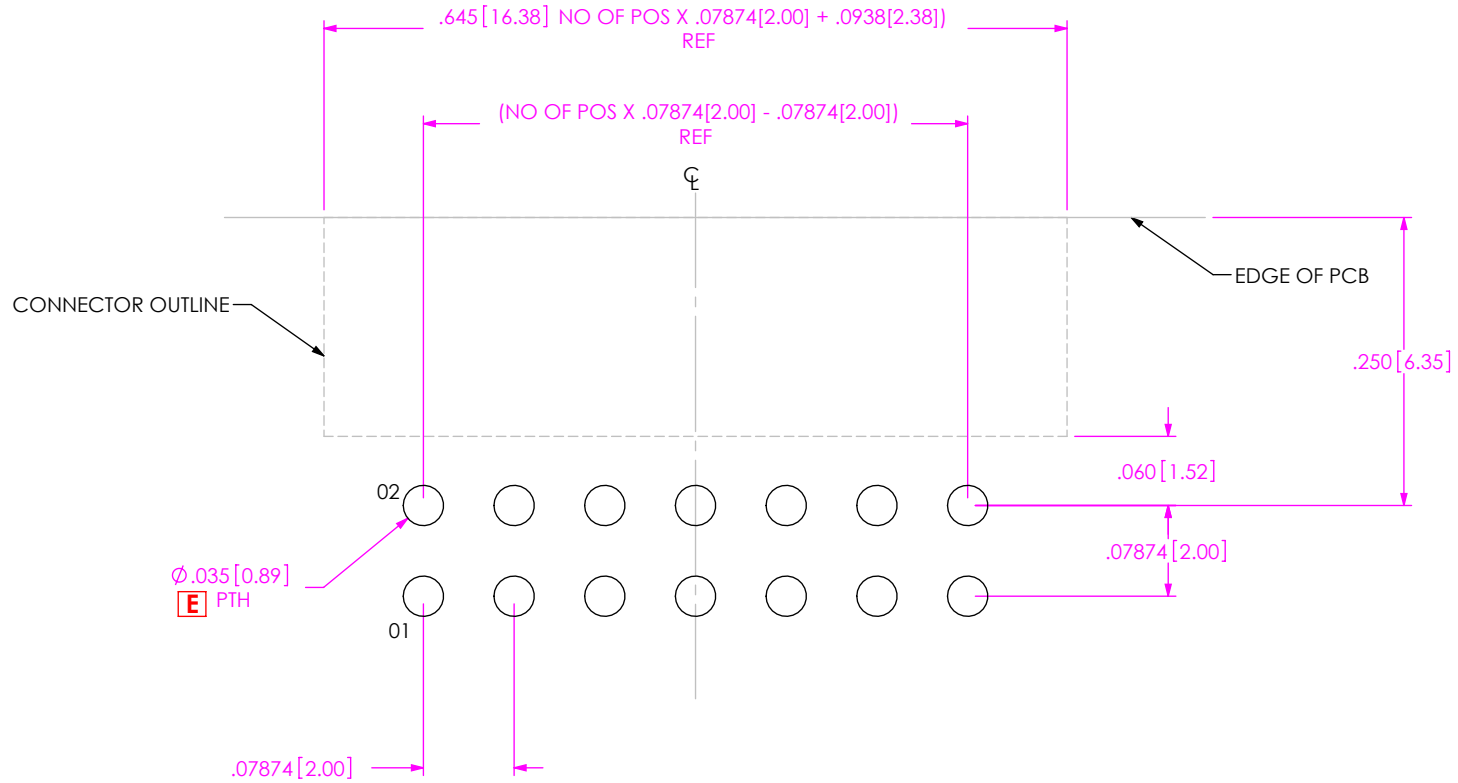 .645[16.38] NO OF POS X .07874[2.00] + .0938[2.38])
REF
(NO OF POS X .07874[2.00] - .07874[2.00])
REF
℄
EDGE OF PCB
CONNECTOR OUTLINE
.250[6.35]
.060[1.52]
02
.07874[2.00]
Ø.035[0.89]
E PTH
01
.07874[2.00]